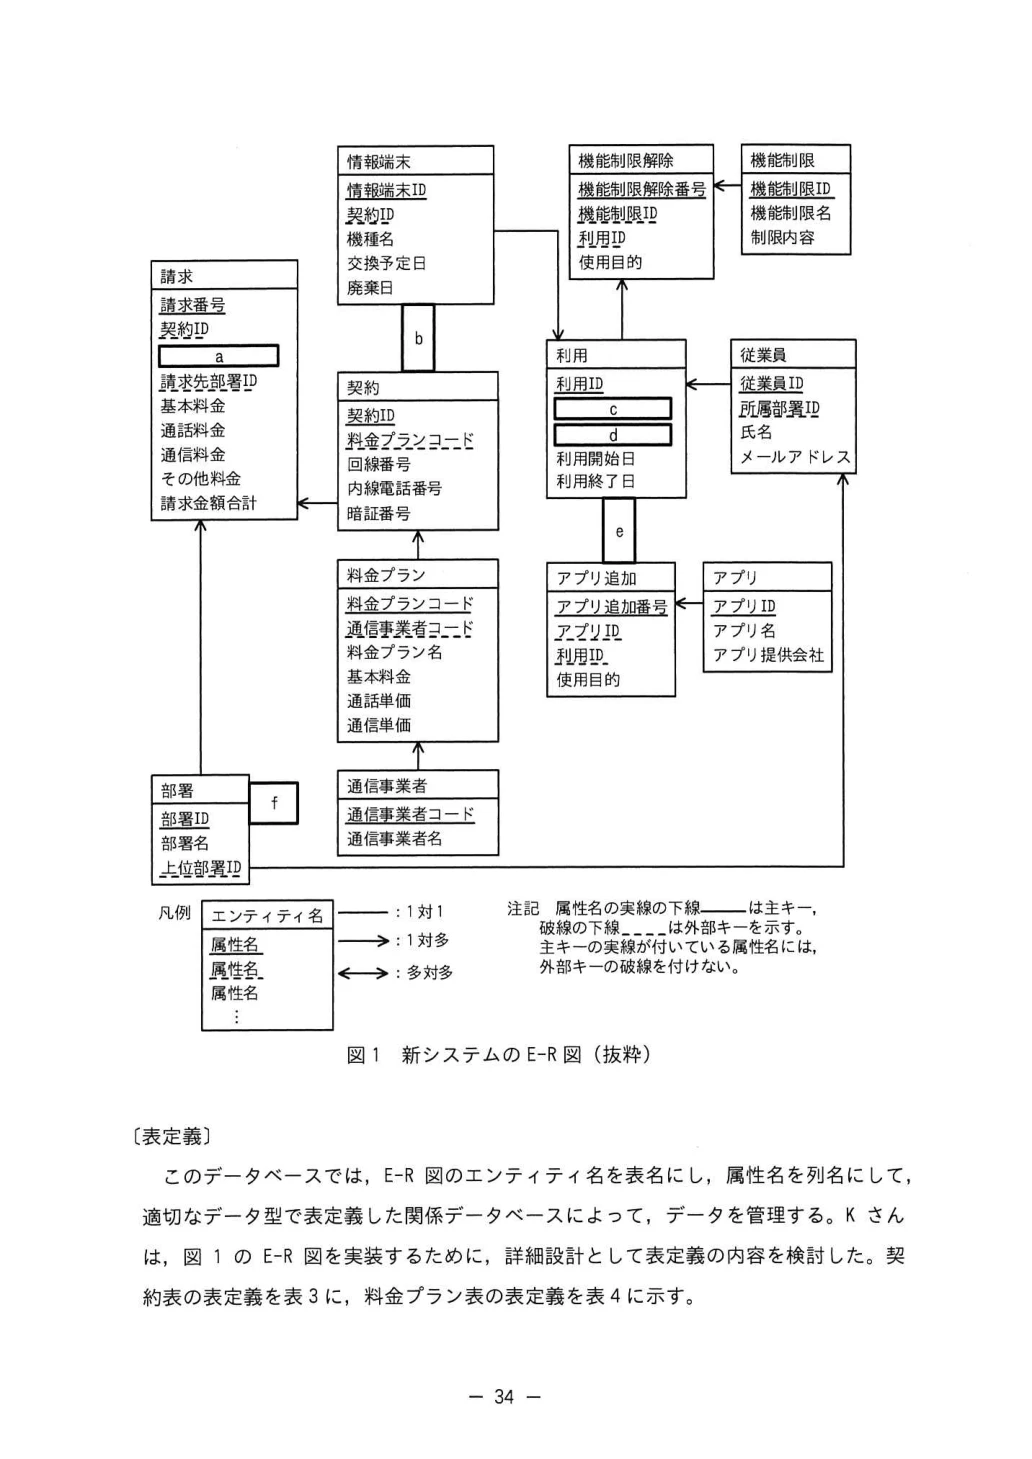 情報端末
情報端末ID
契約ID
機種名
交換予定日
廃棄日
機能制限解除
機能制限解除番号
機能制限ID
利用ID
使用目的
機能制限
機能制限ID
機能制限名
制限内容
請求
請求番号
契約ID
a
請求先部署ID
基本料金
通話料金
通信料金
その他料金
請求金額合計
b
契約
契約ID
料金プランコード
回線番号
内線電話番号
暗証番号
利用
利用ID
c
d
利用開始日
利用終了日
従業員
従業員ID
所属部署ID
氏名
メールアドレス
e
料金プラン
料金プランコード
通信事業者コード
料金プラン名
基本料金
通話単価
通信単価
アプリ追加
アプリ追加番号
アプリID
利用ID
使用目的
アプリ
アプリID
アプリ名
アプリ提供会社
部署
部署ID
部署名
上位部署ID
f
通信事業者
通信事業者コード
通信事業者名
凡例
エンティティ名
属性名
属性名
属性名
⋮
:1対1
:1対多
:多対多
注記 属性名の実線の下線____は主キー，
破線の下線____は外部キーを示す。
主キーの実線が付いている属性名には，
外部キーの破線を付けない。
図1 新システムのE-R図（抜粋）
〔表定義〕
このデータベースでは，E-R 図のエンティティ名を表名にし，属性名を列名にして，
適切なデータ型で表定義した関係データベースによって，データを管理する。K さん
は，図 1 の E-R 図を実装するために，詳細設計として表定義の内容を検討した。契
約表の表定義を表3に，料金プラン表の表定義を表4に示す。
－ 34 －